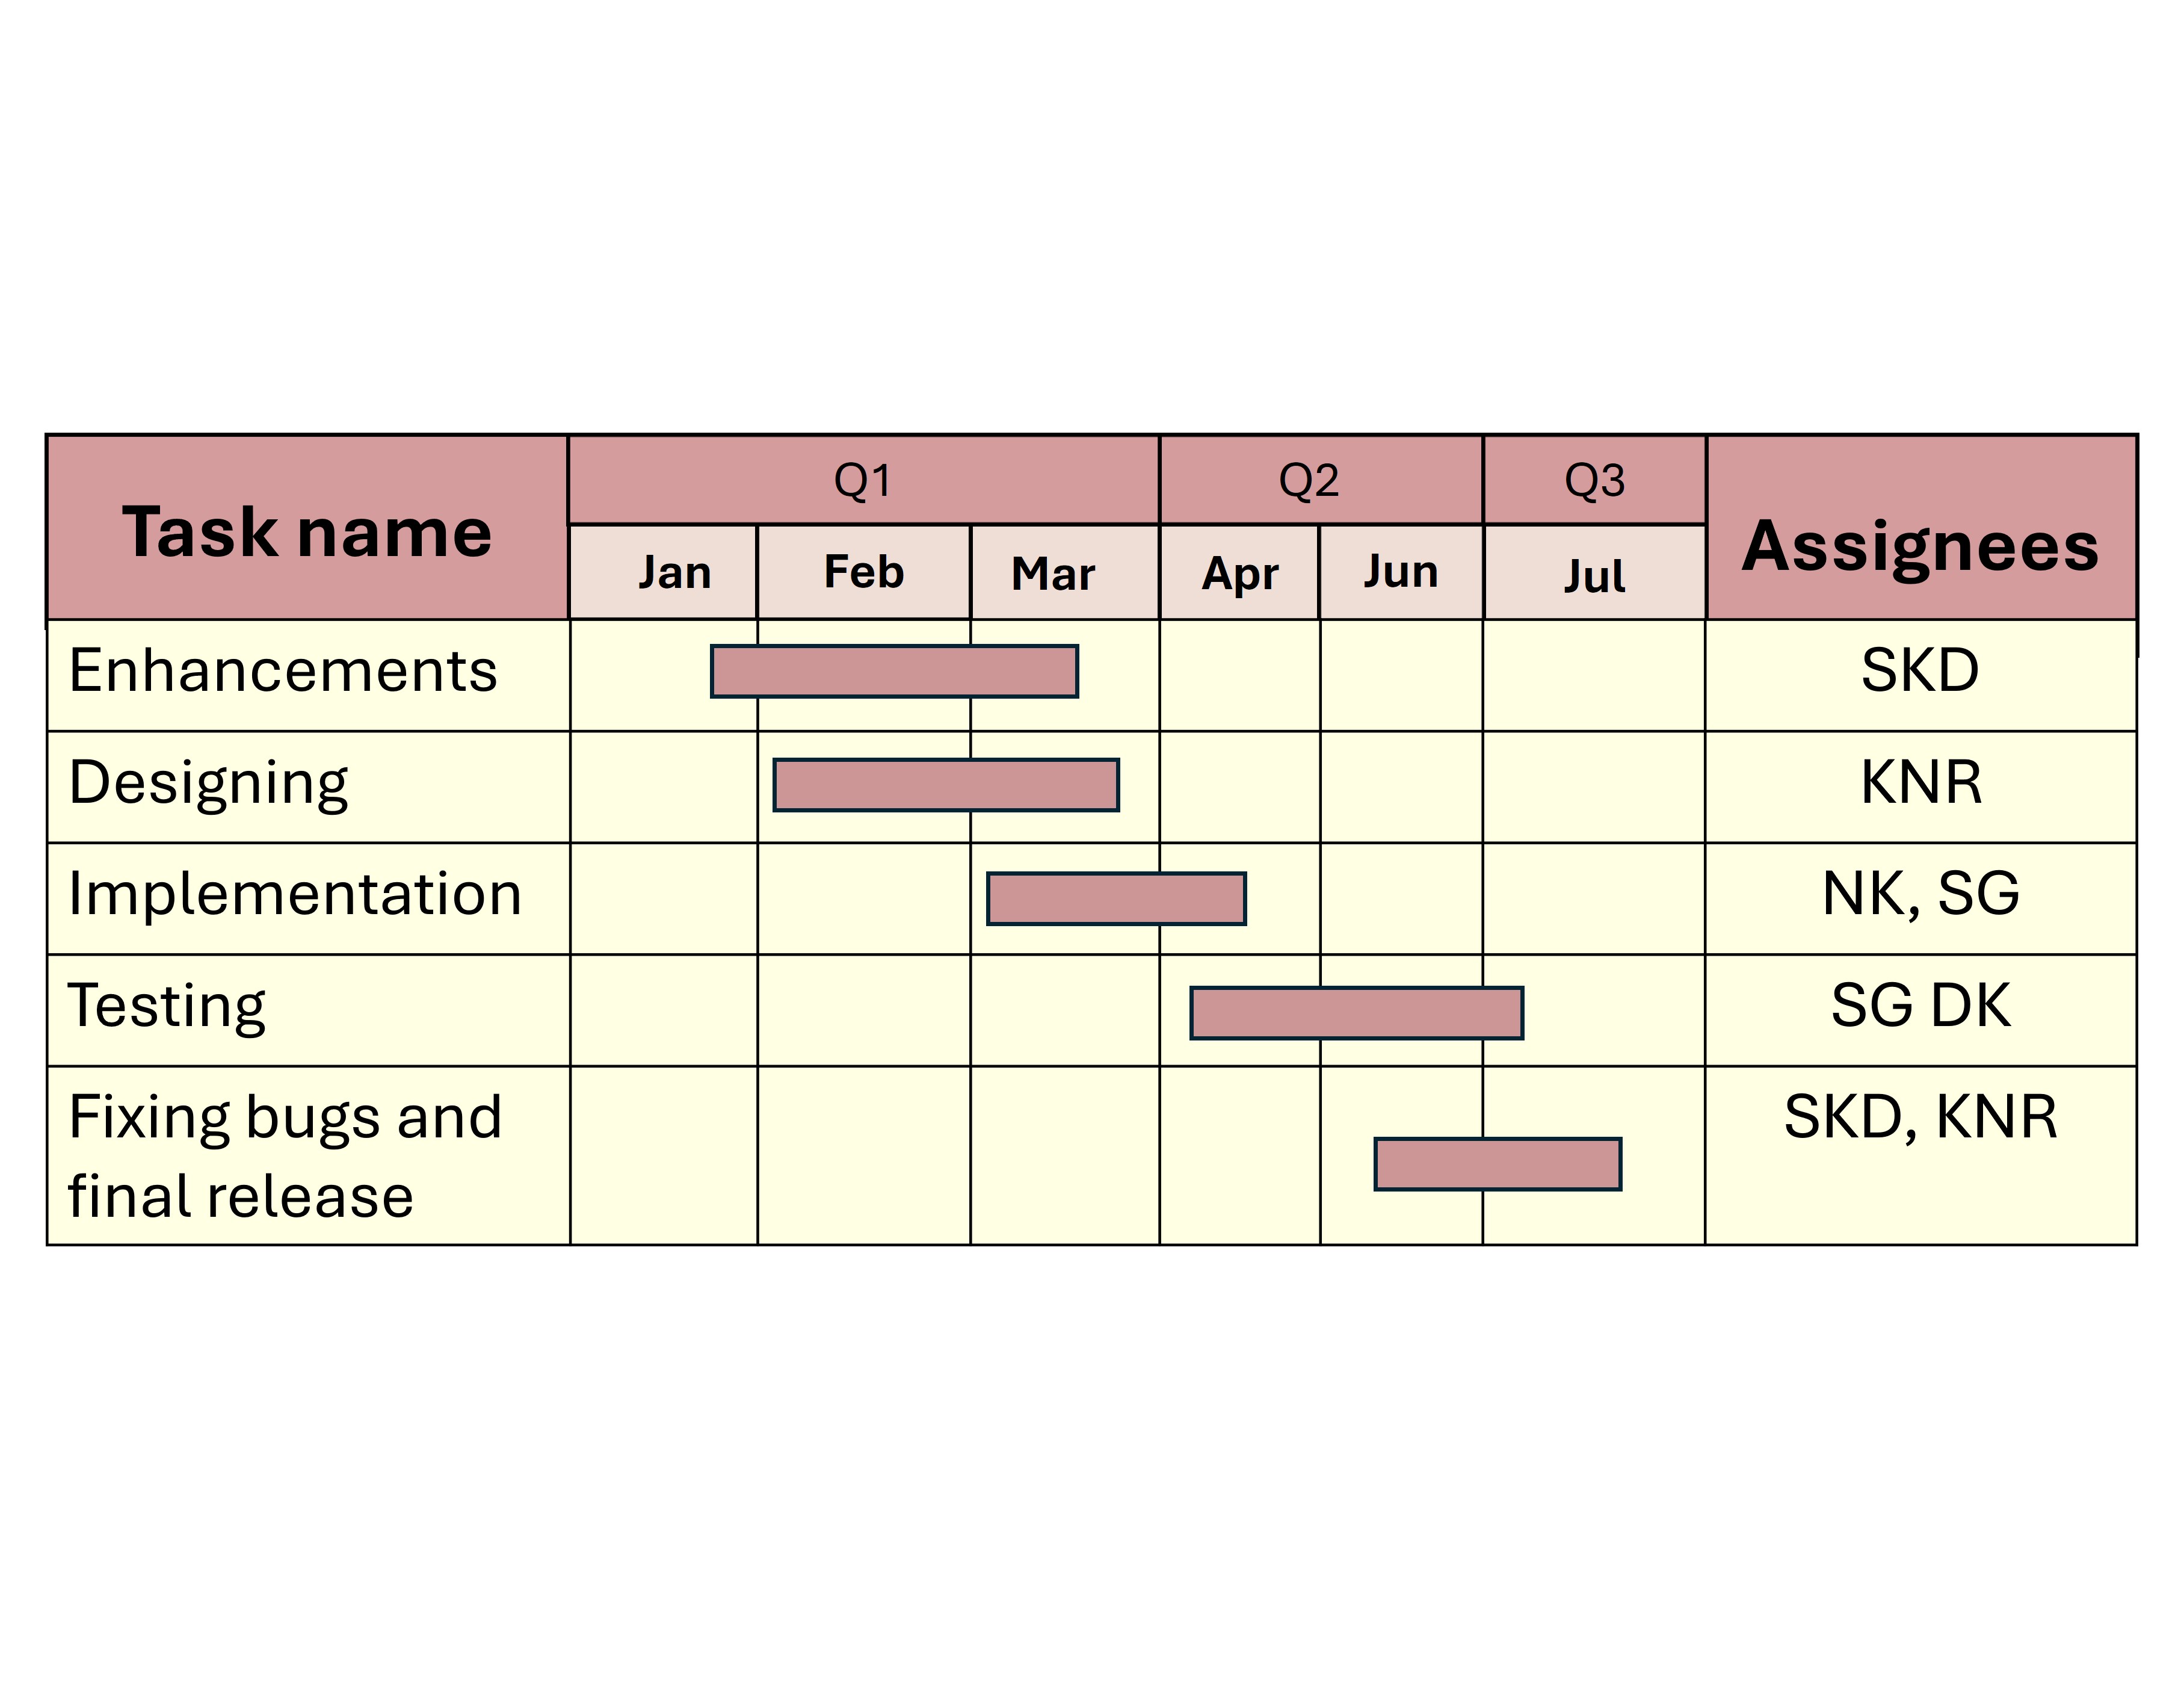 Task name
Q1
Q2
Q3
Assignees
Jan
Feb
Mar
Apr
Jun
Jul
Enhancements
SKD
Designing
KNR
Implementation
NK, SG
Testing
SG DK
Fixing bugs and
final release
SKD, KNR